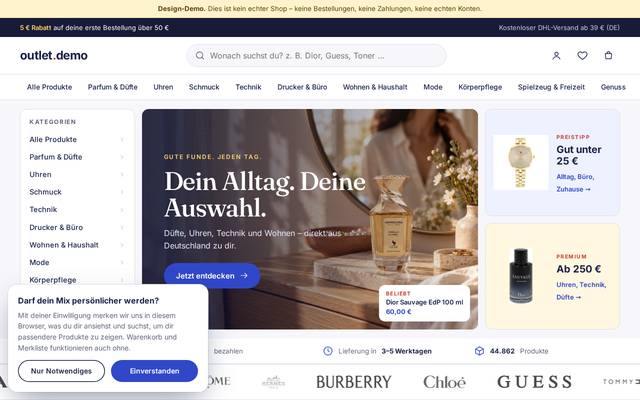 Design-Demo. Dies ist kein echter Shop – keine Bestellungen, keine Zahlungen, keine echten Konten.
5 € Rabatt auf deine erste Bestellung über 50 €
Kostenloser DHL-Versand ab 39 € (DE)
outlet.demo
Wonach suchst du? z. B. Dior, Guess, Toner ...
Alle Produkte Parfum & Düfte Uhren Schmuck Technik Drucker & Büro Wohnen & Haushalt Mode Körperpflege Spielzeug & Freizeit Genuss
KATEGORIEN
Alle Produkte
Parfum & Düfte
Uhren
Schmuck
Technik
Drucker & Büro
Wohnen & Haushalt
Mode
Körperpflege
GUTE FUNDE. JEDEN TAG.
Dein Alltag. Deine
Auswahl.
Düfte, Uhren, Technik und Wohnen – direkt aus
Deutschland zu dir.
Jetzt entdecken →
BELIEBT
Dior Sauvage EdP 100 ml
60,00 €
PREISTIPP
Gut unter
25 €
Alltag, Büro,
Zuhause →
PREMIUM
Ab 250 €
Uhren, Technik,
Düfte →
Darf dein Mix persönlicher werden?
Mit deiner Einwilligung merken wir uns in diesem
Browser, was du dir ansiehst und suchst, um dir
passendere Produkte zu zeigen. Warenkorb und
Merkliste funktionieren auch ohne.
Nur Notwendiges
Einverstanden
bezahlen
Lieferung in 3–5 Werktagen
44.862 Produkte
HERMÈS
BURBERRY
Chloé
GUESS
TOMMY